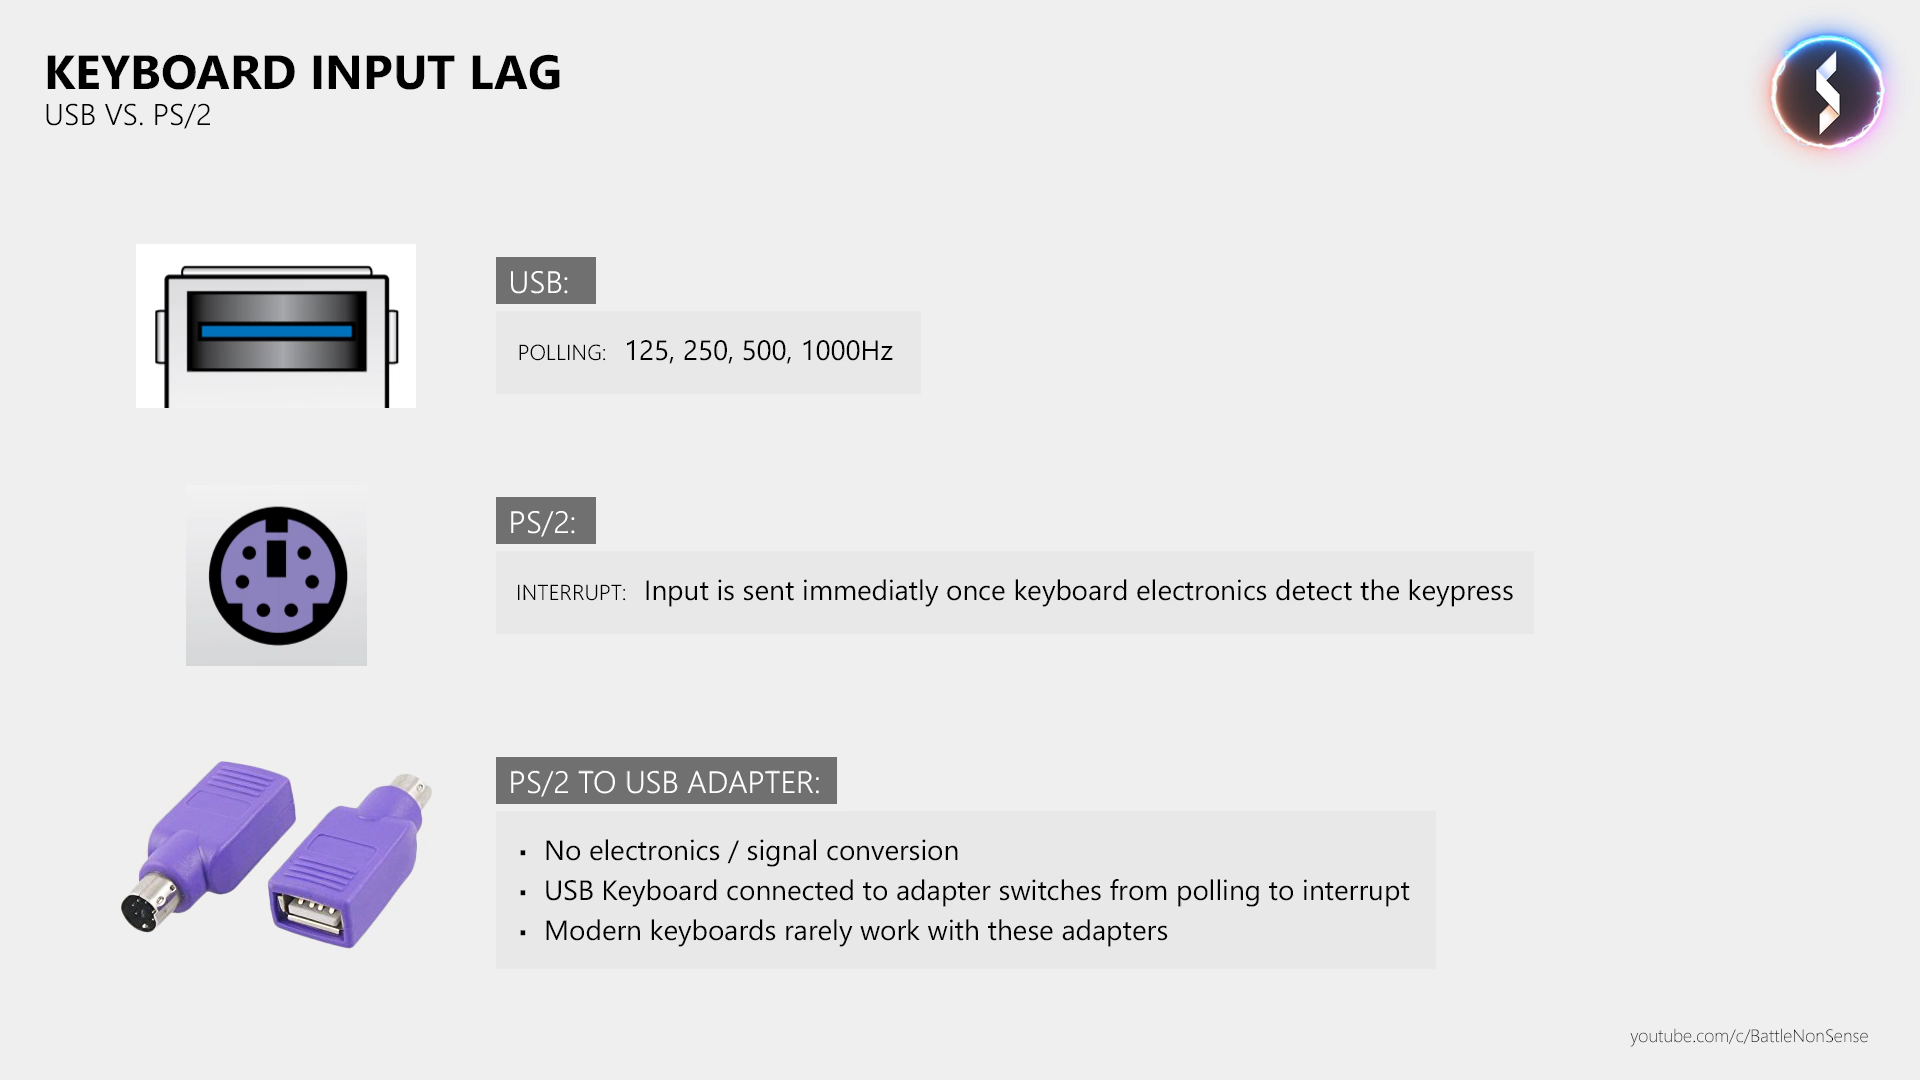 KEYBOARD INPUT LAG
USB VS. PS/2
USB:
POLLING: 125, 250, 500, 1000Hz
PS/2:
INTERRUPT: Input is sent immediatly once keyboard electronics detect the keypress
PS/2 TO USB ADAPTER:
▪ No electronics / signal conversion
▪ USB Keyboard connected to adapter switches from polling to interrupt
▪ Modern keyboards rarely work with these adapters
youtube.com/c/BattleNonSense